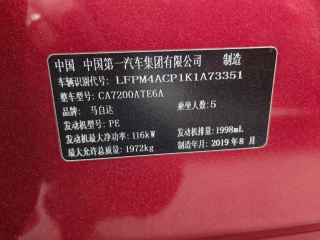 中国 中国第一汽车集团有限公司 制造
车辆识别代号: LFPM4ACP1K1A73351
整车型号: CA7200ATE6A
品牌: 马自达 乘坐人数: 5
发动机型号: PE
发动机最大净功率: 116kW 发动机排量: 1998mL
最大允许总质量: 1972kg 制造年月: 2019年8月